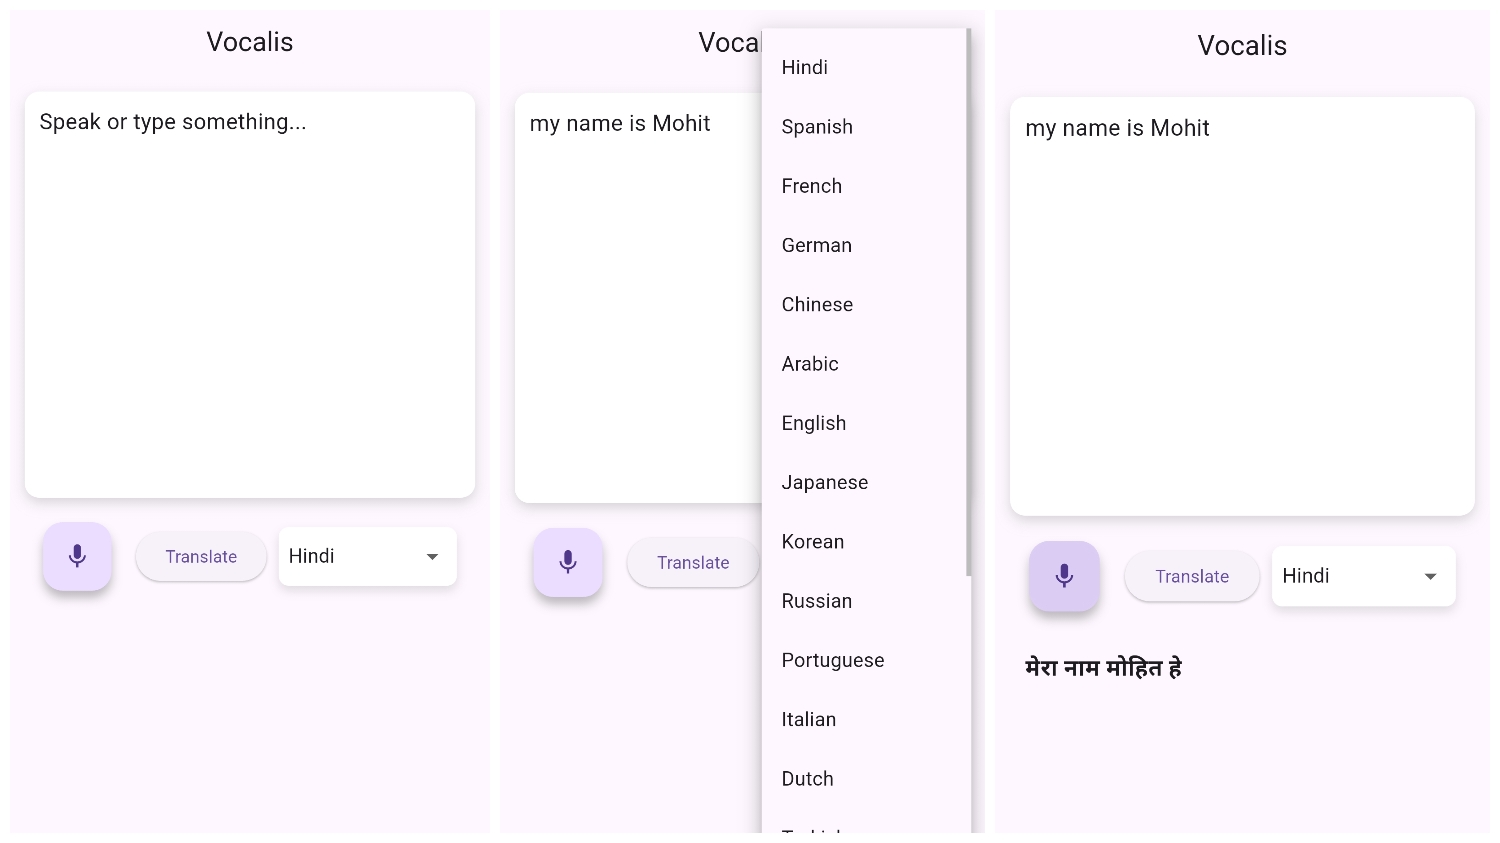 Vocalis
Speak or type something...
Translate
Hindi
Voca
my name is Mohit
Translate
Hindi
Spanish
French
German
Chinese
Arabic
English
Japanese
Korean
Russian
Portuguese
Italian
Dutch
Vocalis
my name is Mohit
Translate
Hindi
मेरा नाम मोहित हे